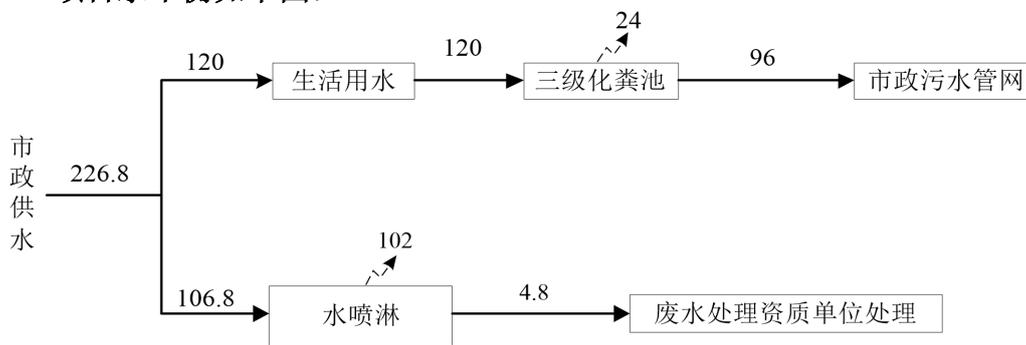 24
120
120
96
生活用水
三级化粪池
市政污水管网
市政供水
226.8
102
106.8
4.8
水喷淋
废水处理资质单位处理